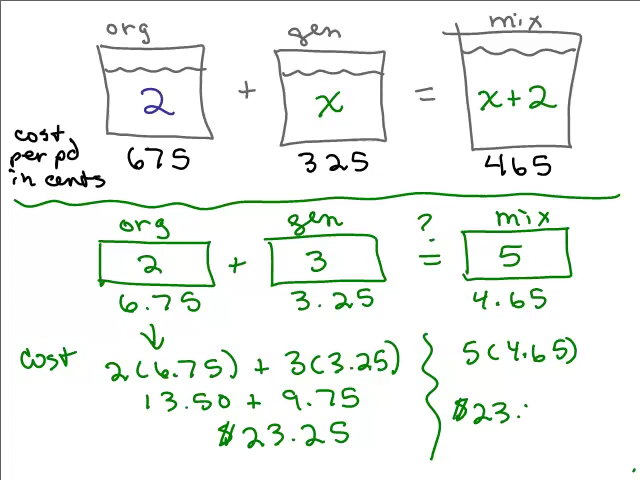 org gen mix
2 + x = x+2
cost per pd in cents
675 325 465
org gen ? mix
2 + 3 = 5
6.75 3.25 4.65
cost 2(6.75) + 3(3.25) 5(4.65)
13.50 + 9.75 $23.
$23.25